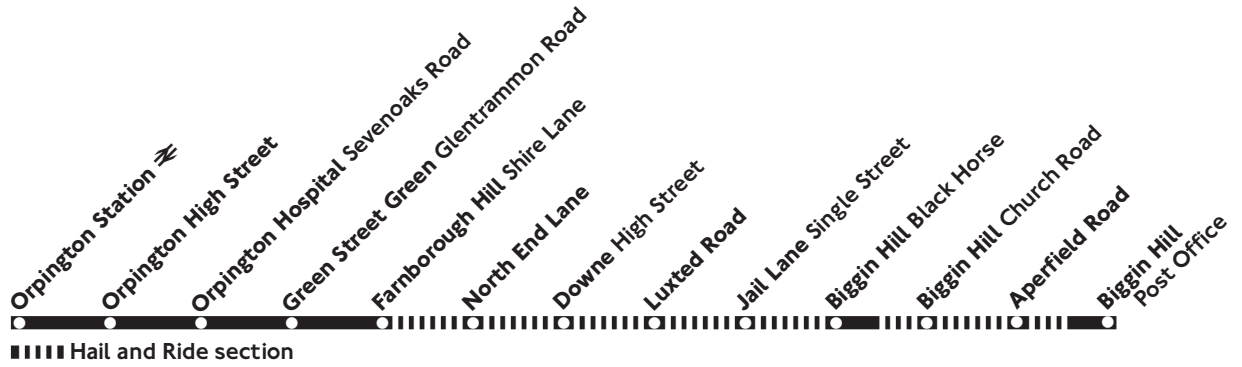 Orpington Station
Orpington High Street
Orpington Hospital Sevenoaks Road
Green Street Green Glentrammon Road
Farnborough Hill Shire Lane
North End Lane
Downe High Street
Luxted Road
Jail Lane Single Street
Biggin Hill Black Horse
Biggin Hill Church Road
Aperfield Road
Biggin Hill
Post Office
Hail and Ride section